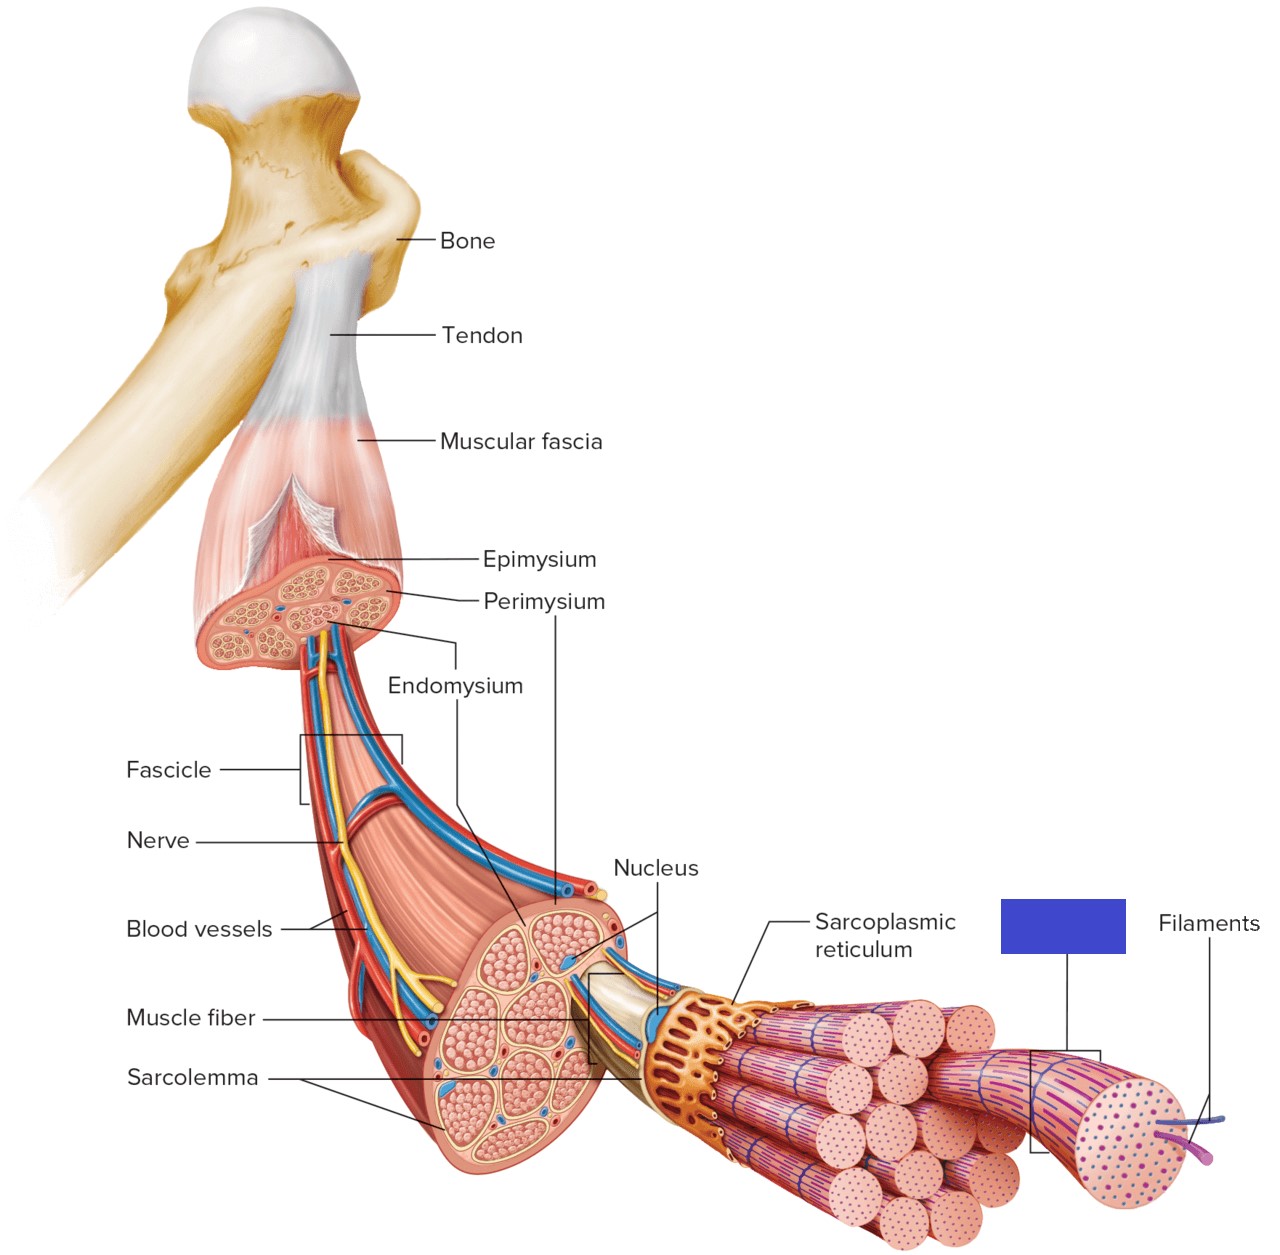 Bone
Tendon
Muscular fascia
Epimysium
Perimysium
Endomysium
Fascicle
Nerve
Nucleus
Blood vessels
Sarcoplasmic
reticulum
Filaments
Muscle fiber
Sarcolemma